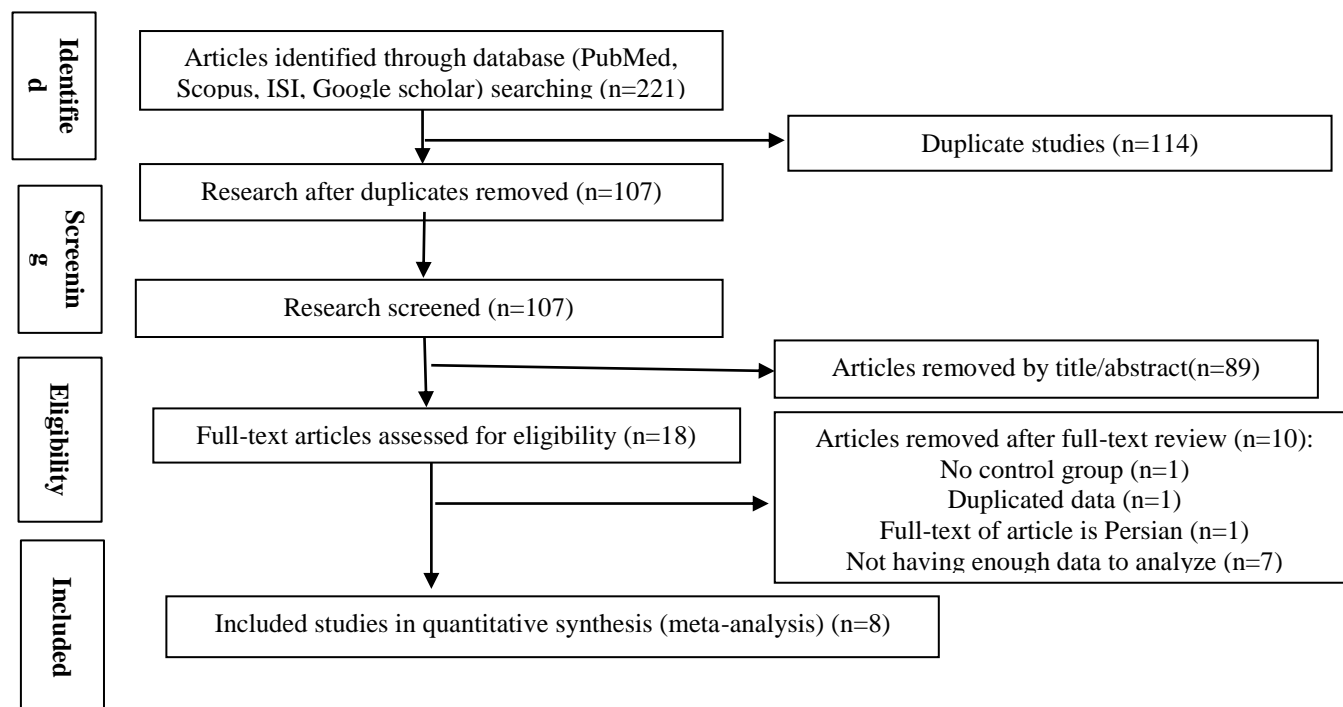 Identifie
d
Articles identified through database (PubMed,
Scopus, ISI, Google scholar) searching (n=221)
Duplicate studies (n=114)
Research after duplicates removed (n=107)
Screenin
g
Research screened (n=107)
Articles removed by title/abstract(n=89)
Eligibility
Full-text articles assessed for eligibility (n=18)
Articles removed after full-text review (n=10):
No control group (n=1)
Duplicated data (n=1)
Full-text of article is Persian (n=1)
Not having enough data to analyze (n=7)
Included
Included studies in quantitative synthesis (meta-analysis) (n=8)